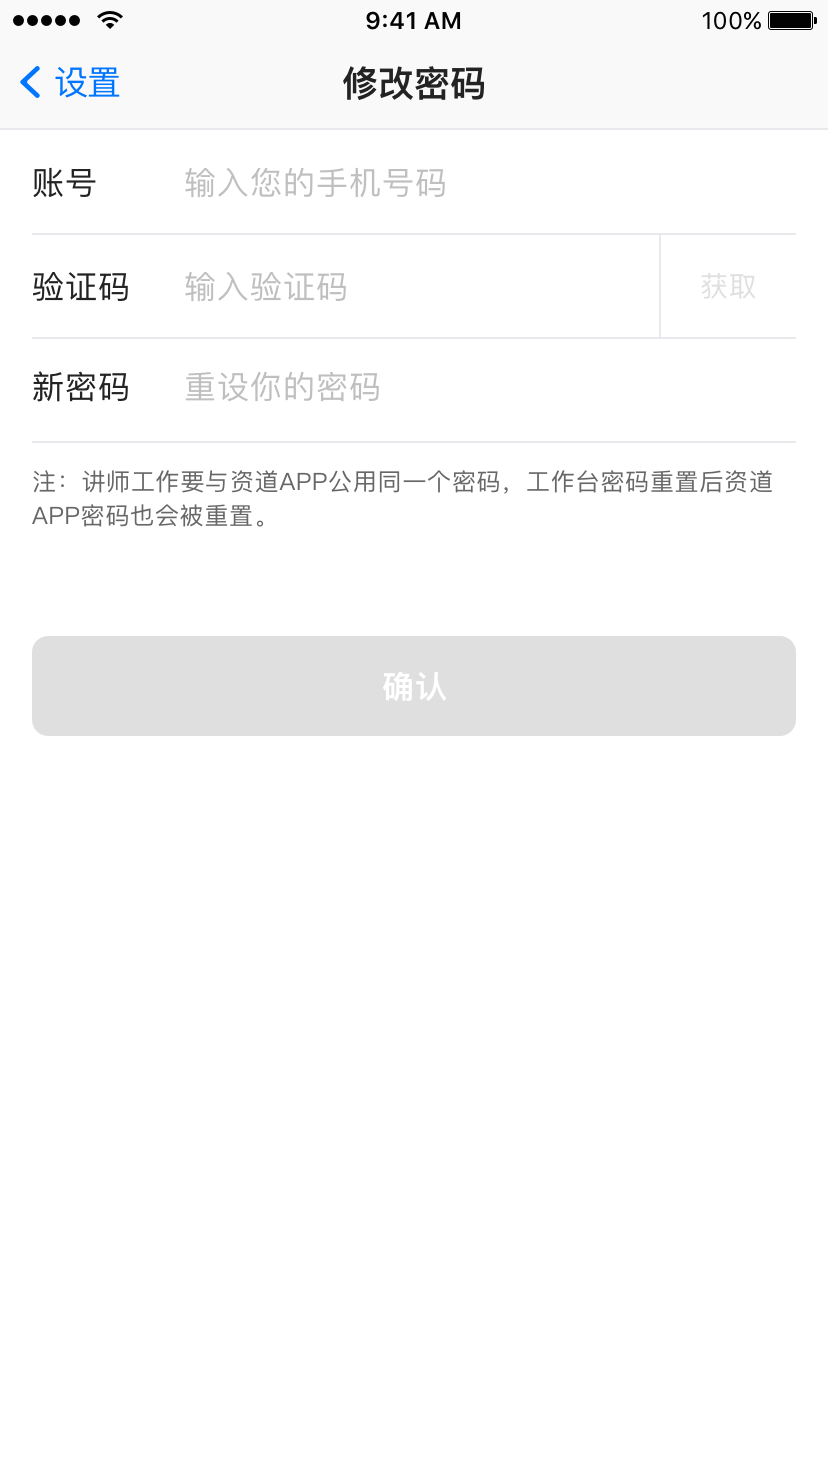 9:41 AM
100%
设置
修改密码
账号
输入您的手机号码
验证码
输入验证码
获取
新密码
重设你的密码
注：讲师工作要与资道APP公用同一个密码，工作台密码重置后资道
APP密码也会被重置。
确认